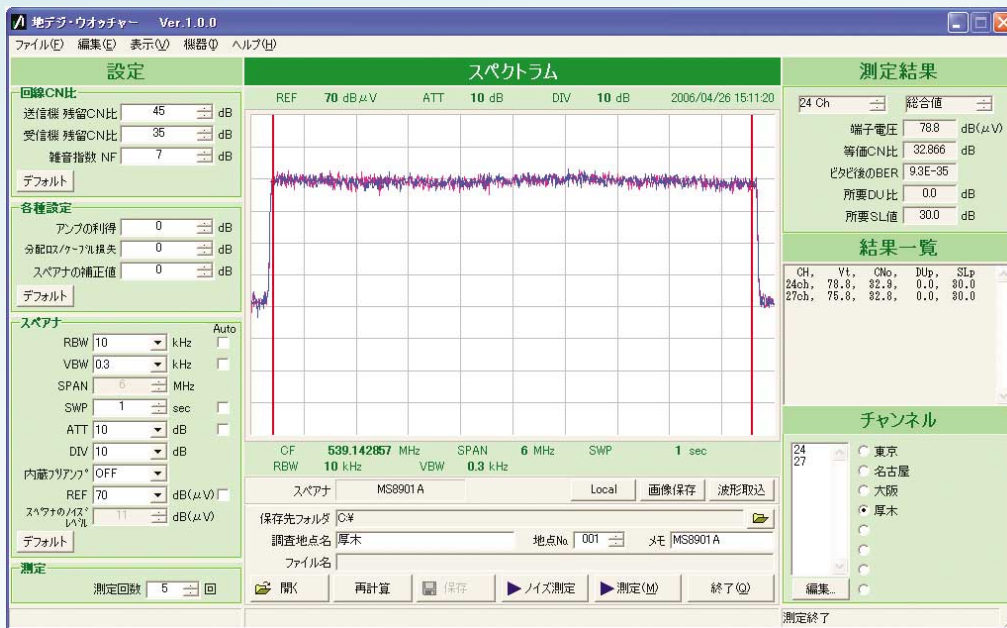 地デジ・ウオッチャー Ver.1.0.0
ファイル(F) 編集(E) 表示(V) 機器(I) ヘルプ(H)
設定
回線CN比
送信機 残留CN比 45 dB
受信機 残留CN比 35 dB
雑音指数 NF 7 dB
デフォルト
各種設定
アンプの利得 0 dB
分配ロス/ケーブル損失 0 dB
スペアナの補正値 0 dB
デフォルト
スペアナ
Auto
RBW 10 kHz
VBW 0.3 kHz
SPAN 6 MHz
SWP 1 sec
ATT 10 dB
DIV 10 dB
内蔵プリアンプ OFF
REF 70 dB(μV)
スペアナのノイズレベル 11 dB(μV)
デフォルト
測定
測定回数 5 回
スペクトラム
REF 70 dBμV ATT 10 dB DIV 10 dB 2006/04/26 15:11:20
CF 539.142857 MHz SPAN 6 MHz SWP 1 sec
RBW 10 kHz VBW 0.3 kHz
スペアナ MS8901A Local 画像保存 波形取込
保存先フォルダ C:¥
調査地点名 厚木 地点No. 001 メモ MS8901A
ファイル名
開く 再計算 保存 ノイズ測定 測定(M) 終了(Q)
測定結果
24 Ch 総合値
端子電圧 78.8 dB(μV)
等価CN比 32.866 dB
ビタビ後のBER 9.3E-35
所要DU比 0.0 dB
所要SL値 30.0 dB
結果一覧
CH, Vt, CNo, DUp, SLp
24ch, 78.8, 32.9, 0.0, 30.0
27ch, 75.8, 32.8, 0.0, 30.0
チャンネル
24
27
東京
名古屋
大阪
厚木
編集...
測定終了